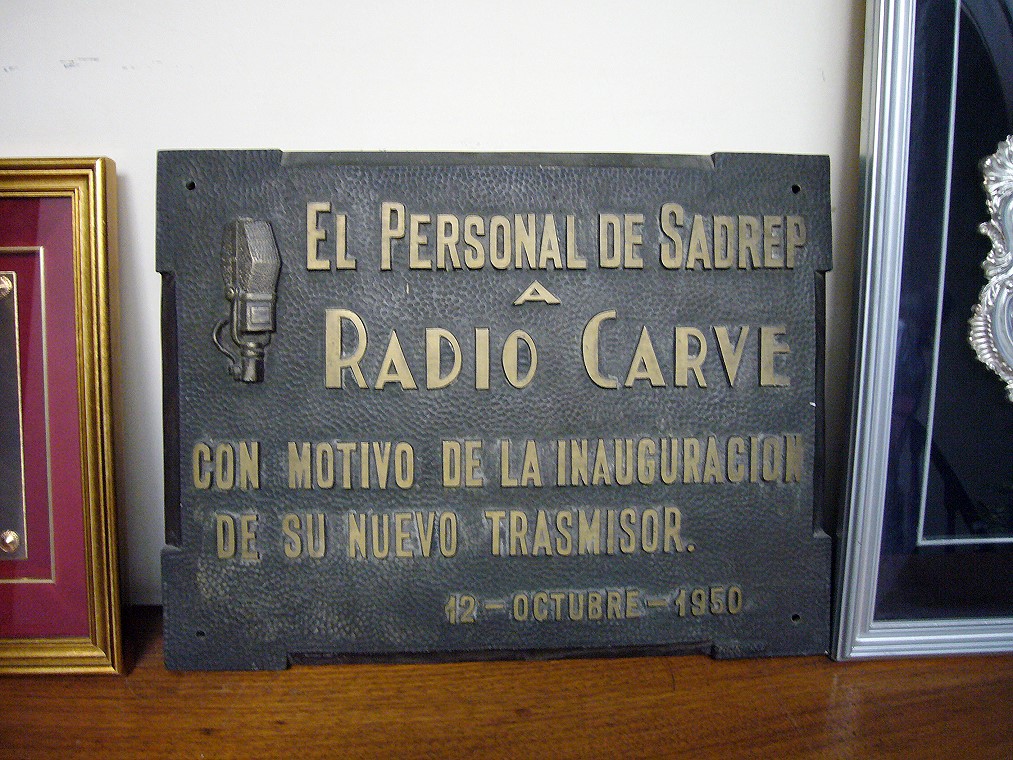 EL PERSONAL DE SADREP
A
RADIO CARVE
CON MOTIVO DE LA INAUGURACION
DE SU NUEVO TRASMISOR.
12 - OCTUBRE - 1950